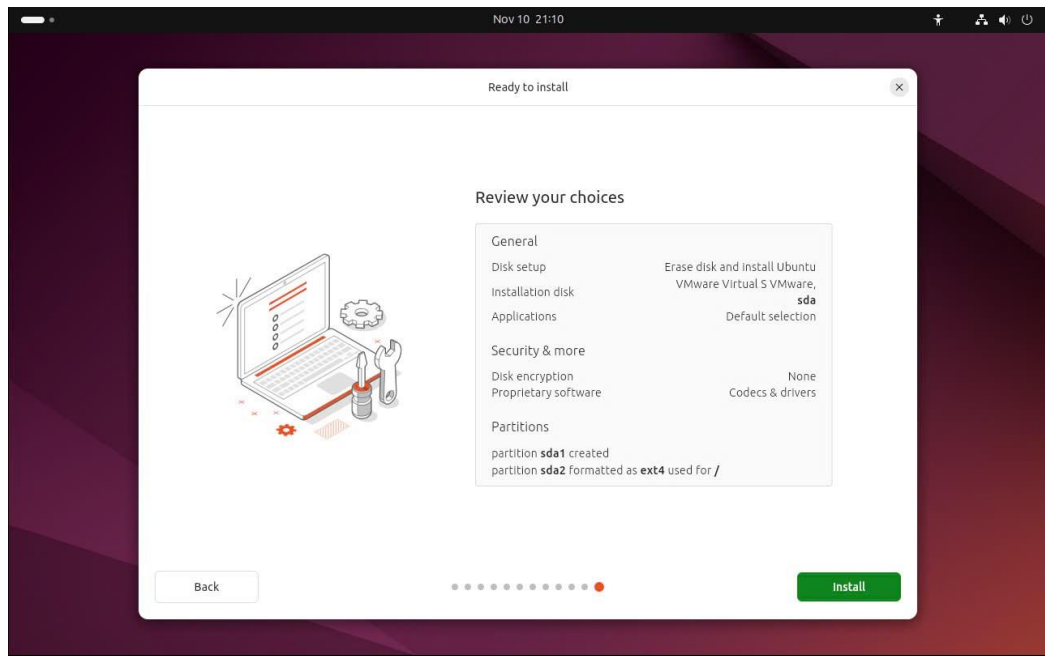 Nov 10 21:10
Ready to install
Review your choices
General
Disk setup Erase disk and install Ubuntu
Installation disk VMware Virtual S VMware, sda
Applications Default selection
Security & more
Disk encryption None
Proprietary software Codecs & drivers
Partitions
partition sda1 created
partition sda2 formatted as ext4 used for /
Back
Install